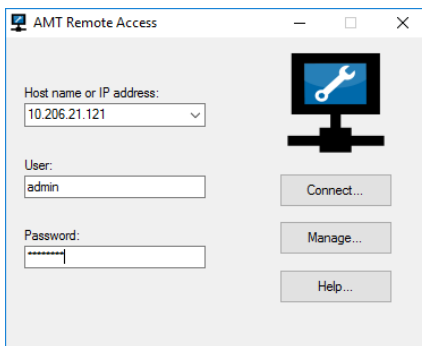 AMT Remote Access
Host name or IP address:
10.206.21.121
User:
admin
Connect...
Password:
********
Manage...
Help...